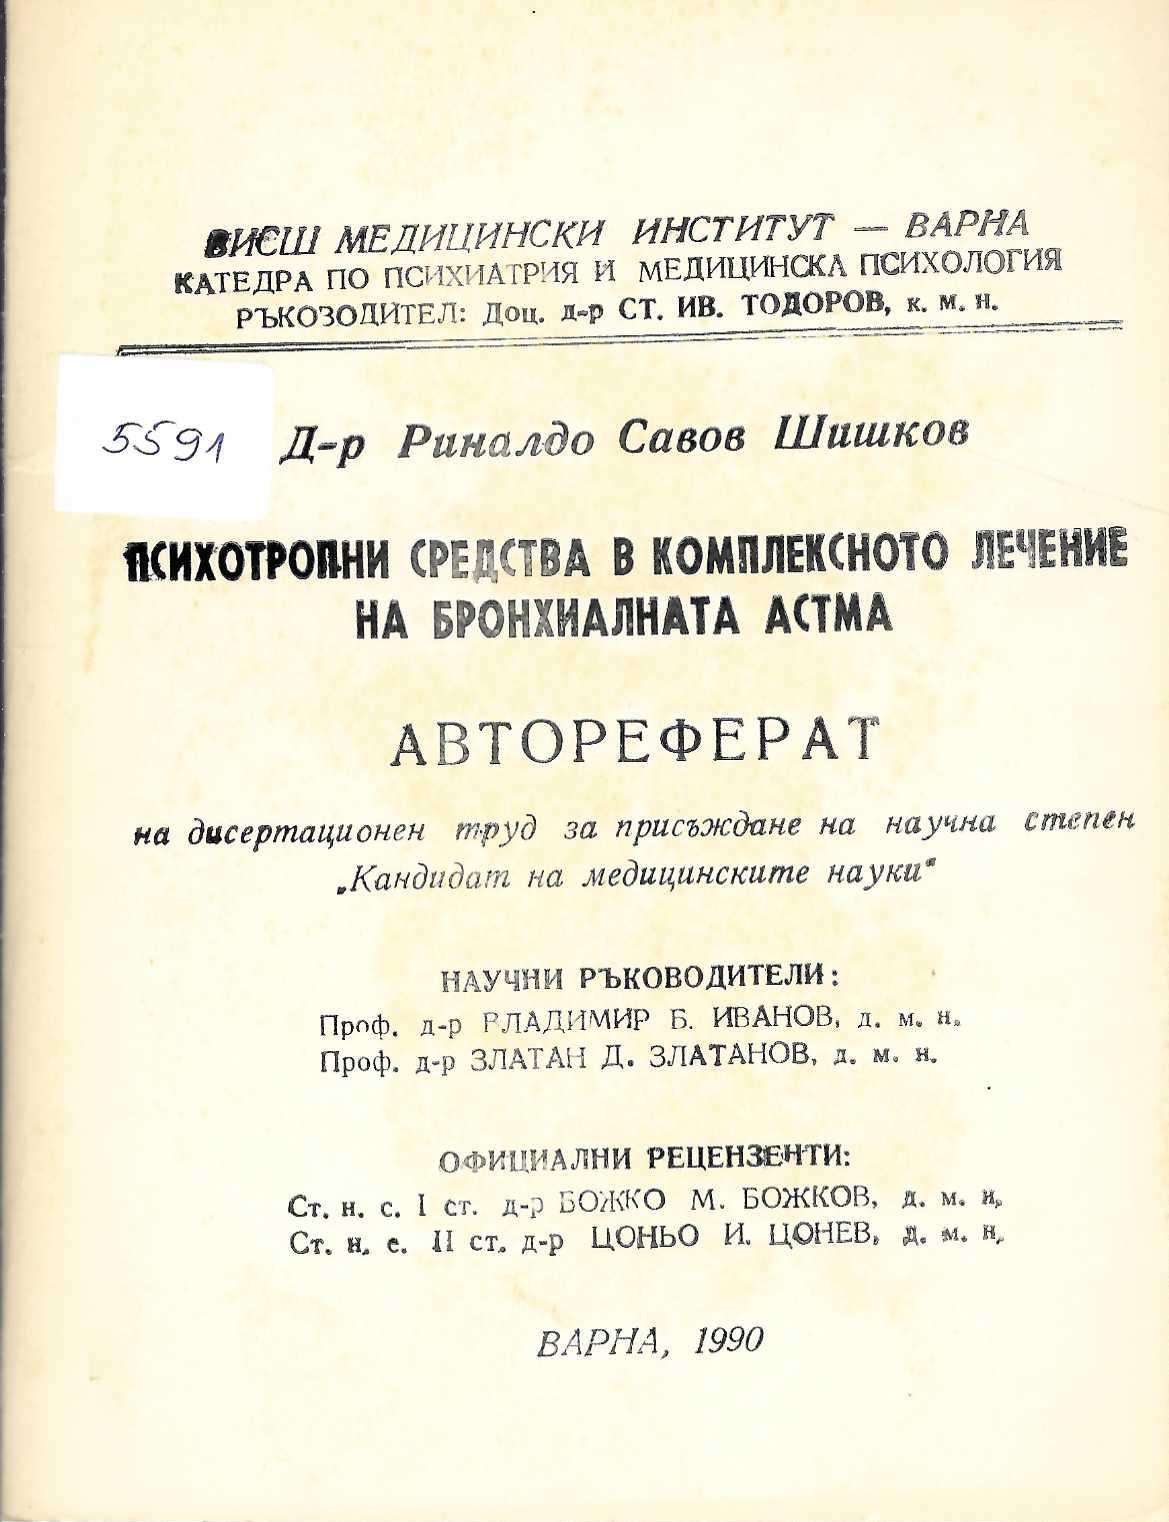 ВИСШ МЕДИЦИНСКИ ИНСТИТУТ — ВАРНА
КАТЕДРА ПО ПСИХИАТРИЯ И МЕДИЦИНСКА ПСИХОЛОГИЯ
РЪКОЗОДИТЕЛ: Доц. д-р СТ. ИВ. ТОДОРОВ, к. м. н.
5591
Д-р Риналдо Савов Шишков
ПСИХОТРОПНИ СРЕДСТВА В КОМПЛЕКСНОТО ЛЕЧЕНИЕ
НА БРОНХИАЛНАТА АСТМА
АВТОРЕФЕРАТ
на дисертационен труд за присъждане на научна степен
„Кандидат на медицинските науки“
НАУЧНИ РЪКОВОДИТЕЛИ:
Проф. д-р ВЛАДИМИР Б. ИВАНОВ, д. м. н.
Проф. д-р ЗЛАТАН Д. ЗЛАТАНОВ, д. м. н.
ОФИЦИАЛНИ РЕЦЕНЗЕНТИ:
Ст. н. с. I ст. д-р БОЖКО М. БОЖКОВ, д. м. н.
Ст. н. с. II ст. д-р ЦОНЬО И. ЦОНЕВ, д. м. н.
ВАРНА, 1990